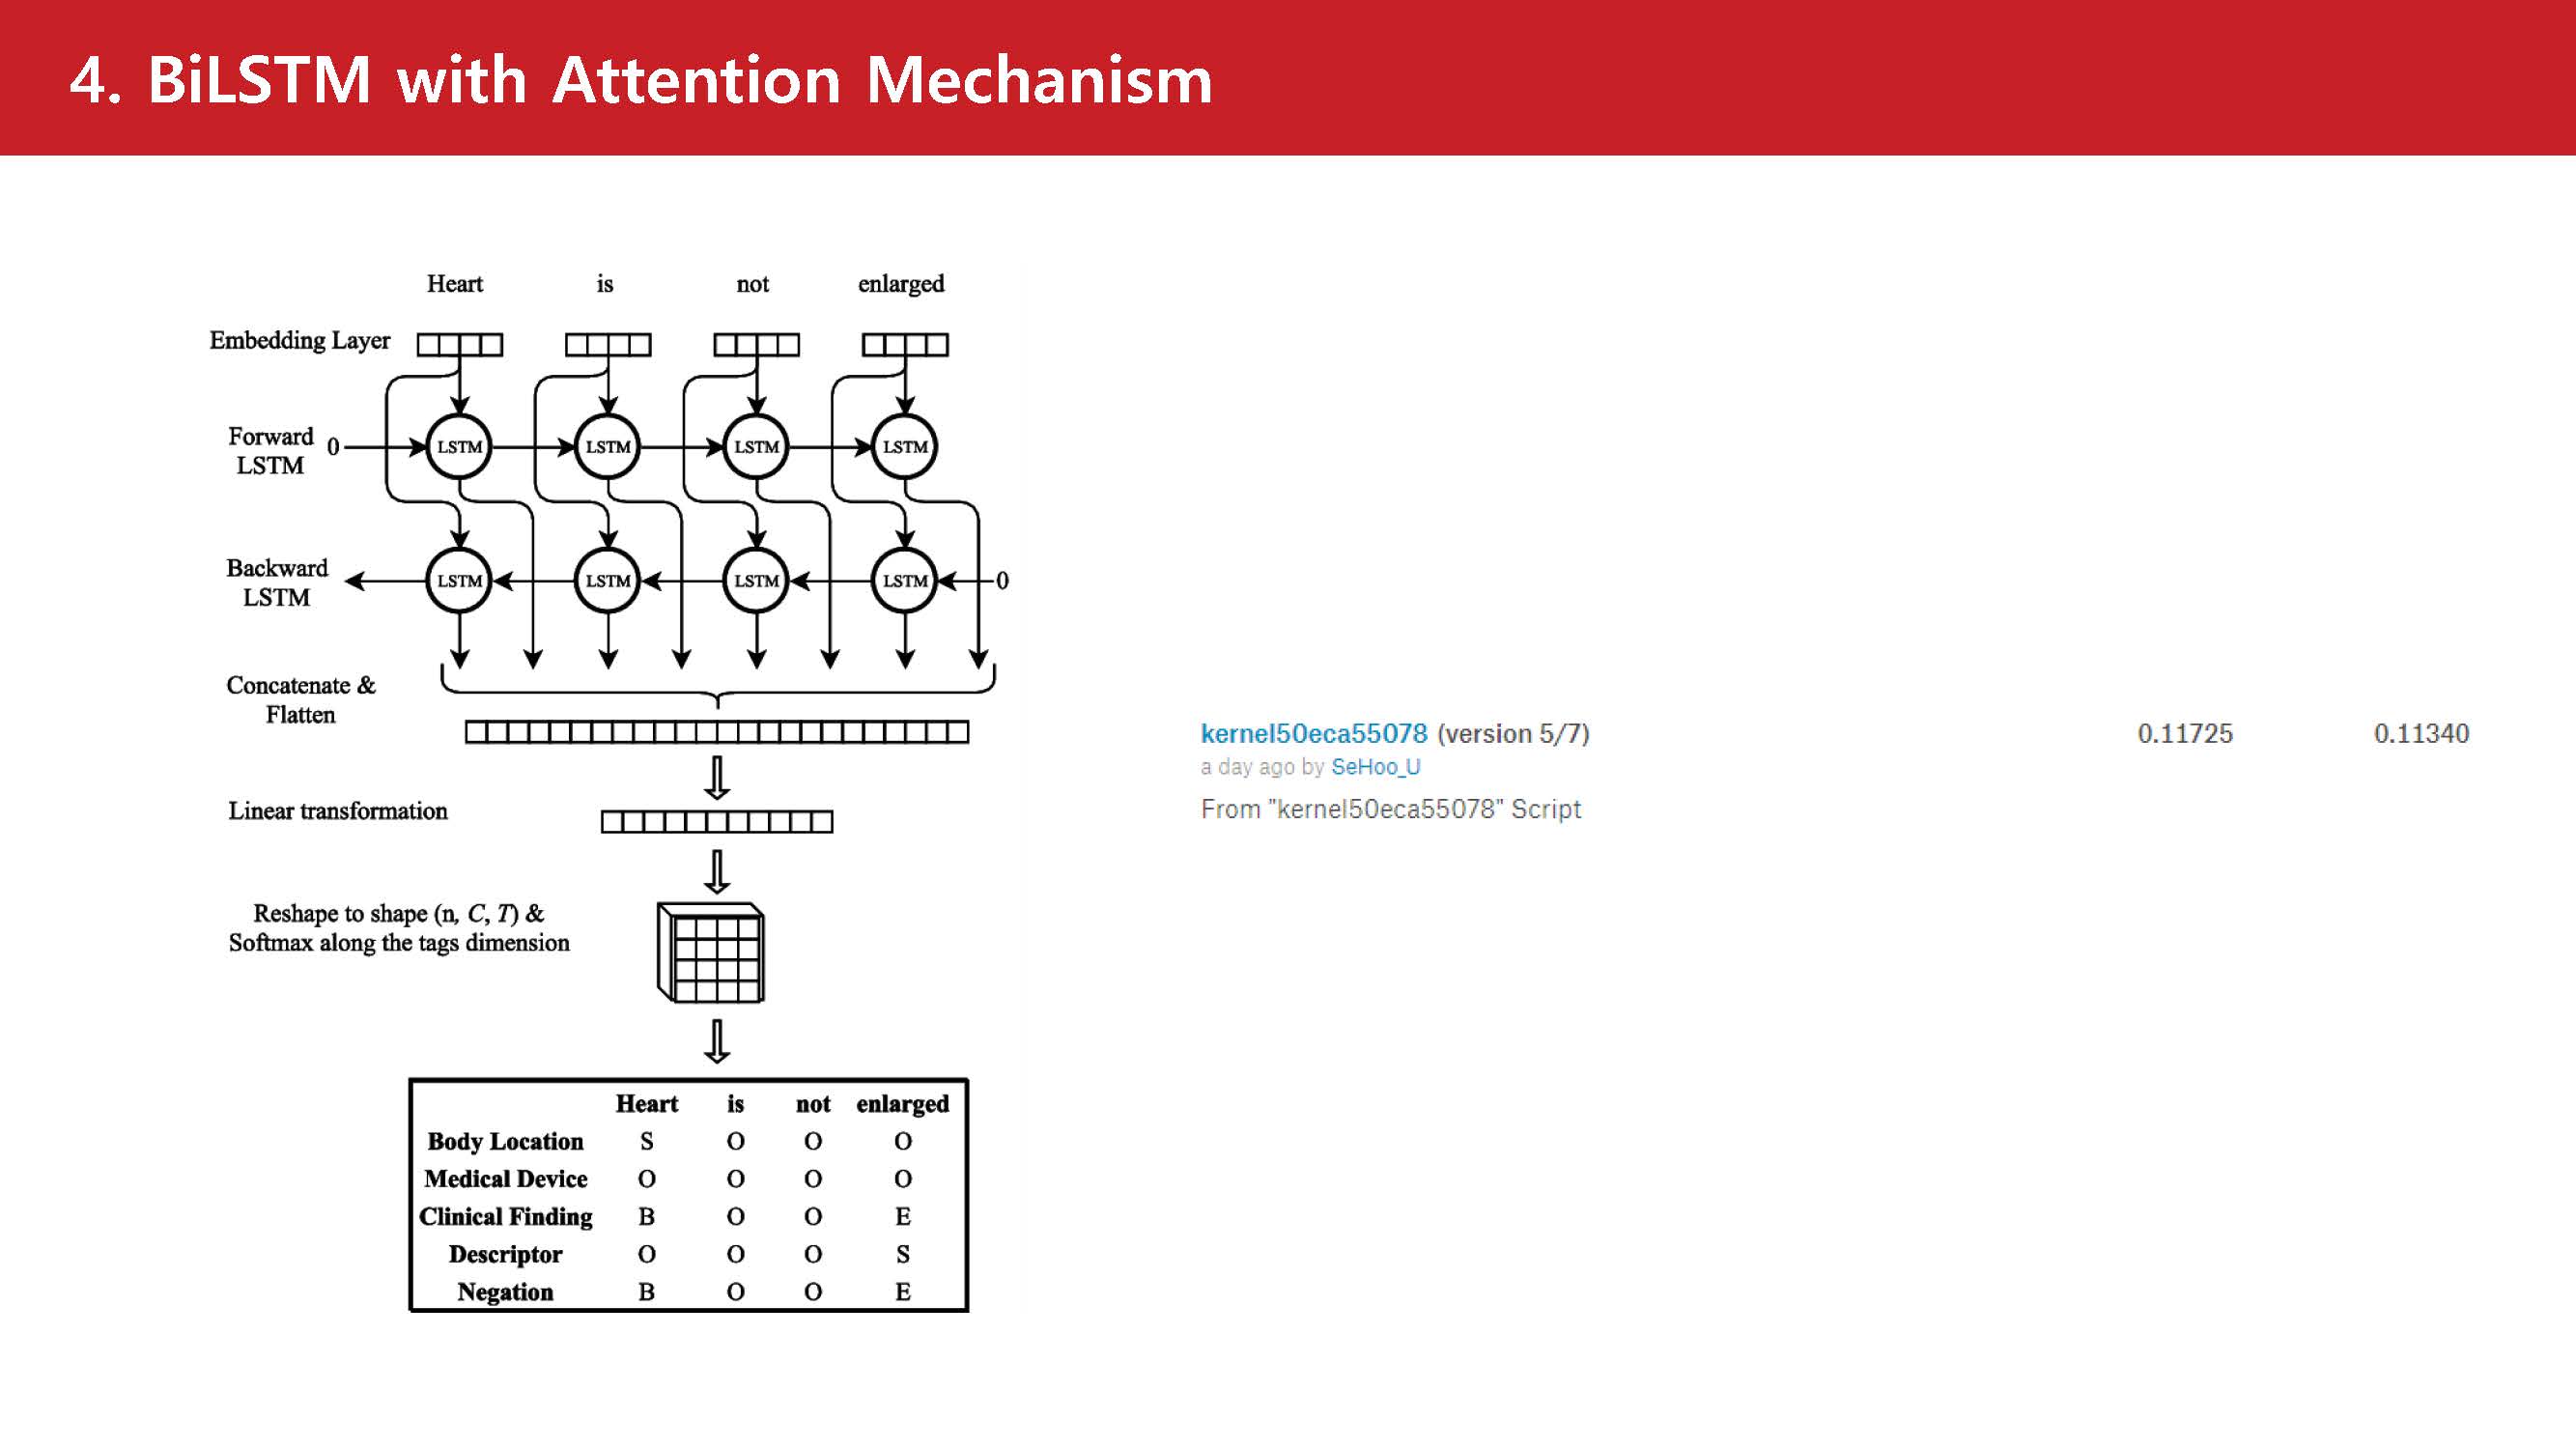 4. BiLSTM with Attention Mechanism
Heart is not enlarged
Embedding Layer
Forward
LSTM
0
LSTM LSTM LSTM LSTM
Backward
LSTM
LSTM LSTM LSTM LSTM
0
Concatenate &
Flatten
Linear transformation
Reshape to shape (n, C, T) &
Softmax along the tags dimension
Heart is not enlarged
Body Location S O O O
Medical Device O O O O
Clinical Finding B O O E
Descriptor O O O S
Negation B O O E
kernel50eca55078 (version 5/7) 0.11725 0.11340
a day ago by SeHoo_U
From "kernel50eca55078" Script